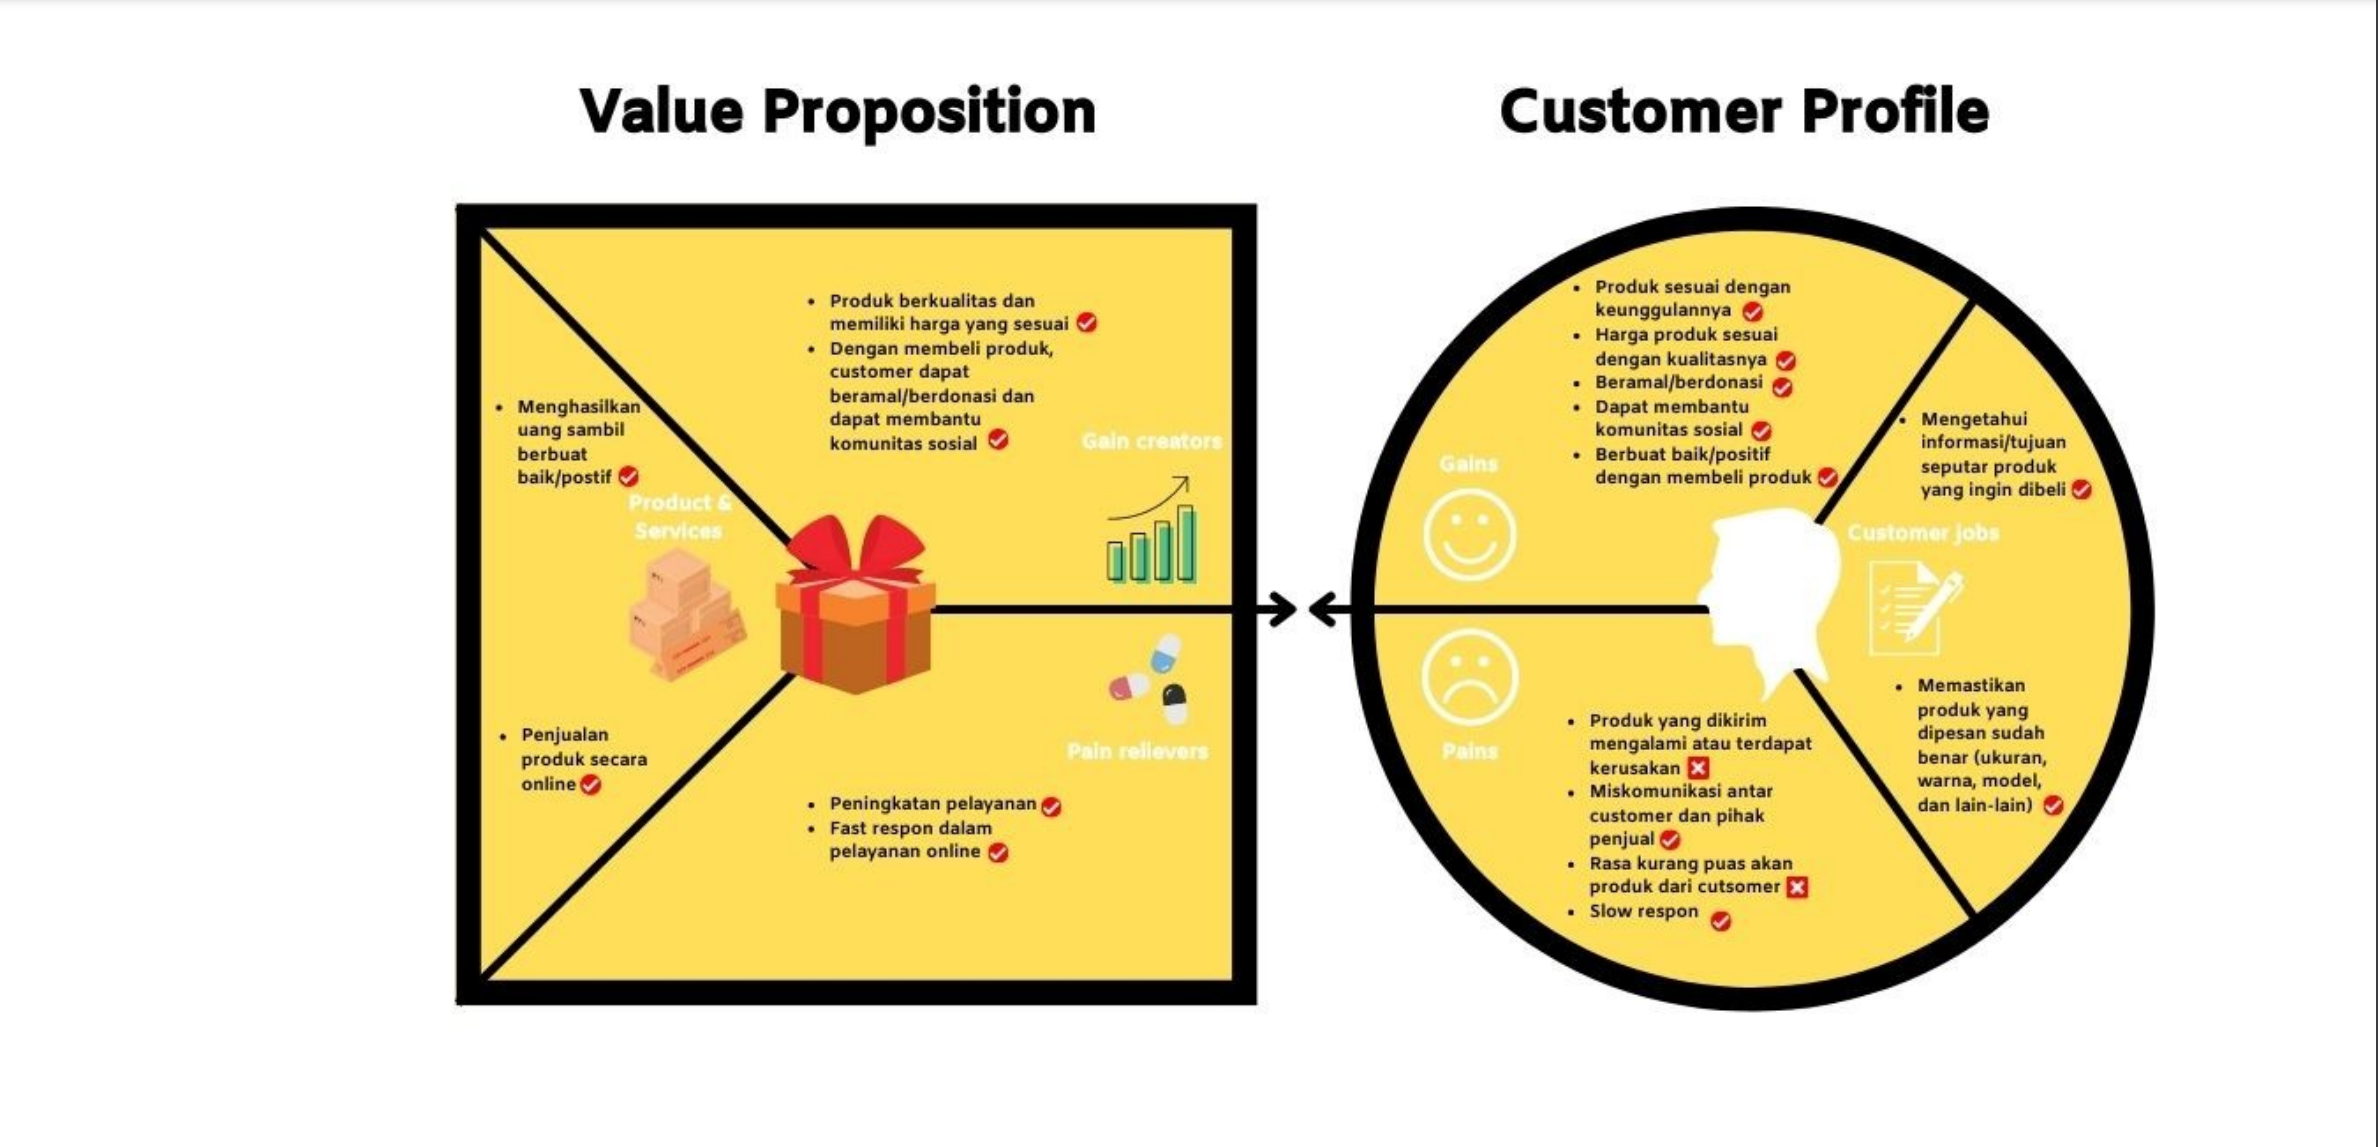 Value Proposition
Customer Profile
Produk berkualitas dan
memiliki harga yang sesuai
Dengan membeli produk,
customer dapat
beramal/berdonasi dan
dapat membantu
komunitas sosial
Gain creators
Menghasilkan
uang sambil
berbuat
baik/postif
Product &
Services
Penjualan
produk secara
online
Pain relievers
Peningkatan pelayanan
Fast respon dalam
pelayanan online
Produk sesuai dengan
keunggulannya
Harga produk sesuai
dengan kualitasnya
Beramal/berdonasi
Dapat membantu
komunitas sosial
Berbuat baik/positif
dengan membeli produk
Gains
Mengetahui
informasi/tujuan
seputar produk
yang ingin dibeli
Customer jobs
Memastikan
produk yang
dipesan sudah
benar (ukuran,
warna, model,
dan lain-lain)
Pains
Produk yang dikirim
mengalami atau terdapat
kerusakan
Miskomunikasi antar
customer dan pihak
penjual
Rasa kurang puas akan
produk dari cutsomer
Slow respon